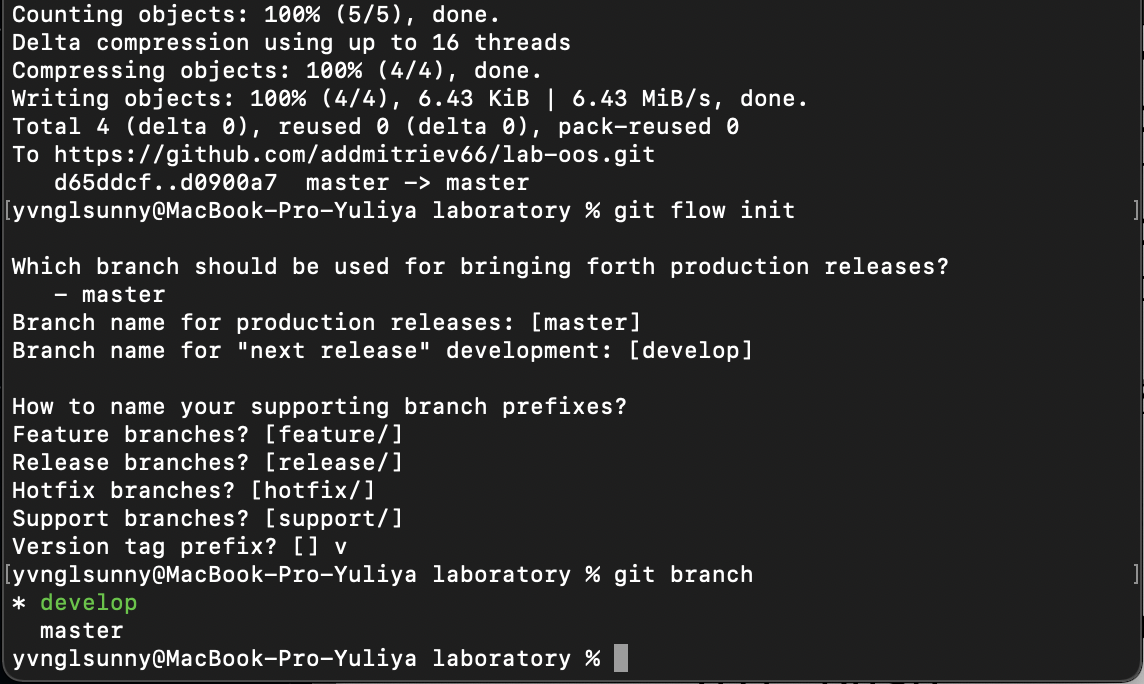 Counting objects: 100% (5/5), done.
Delta compression using up to 16 threads
Compressing objects: 100% (4/4), done.
Writing objects: 100% (4/4), 6.43 KiB | 6.43 MiB/s, done.
Total 4 (delta 0), reused 0 (delta 0), pack-reused 0
To https://github.com/addmitriev66/lab-oos.git
   d65ddcf..d0900a7  master -> master
[yvnglsunny@MacBook-Pro-Yuliya laboratory % git flow init ]

Which branch should be used for bringing forth production releases?
   - master
Branch name for production releases: [master]
Branch name for "next release" development: [develop]

How to name your supporting branch prefixes?
Feature branches? [feature/]
Release branches? [release/]
Hotfix branches? [hotfix/]
Support branches? [support/]
Version tag prefix? [] v
[yvnglsunny@MacBook-Pro-Yuliya laboratory % git branch ]
* develop
  master
yvnglsunny@MacBook-Pro-Yuliya laboratory %